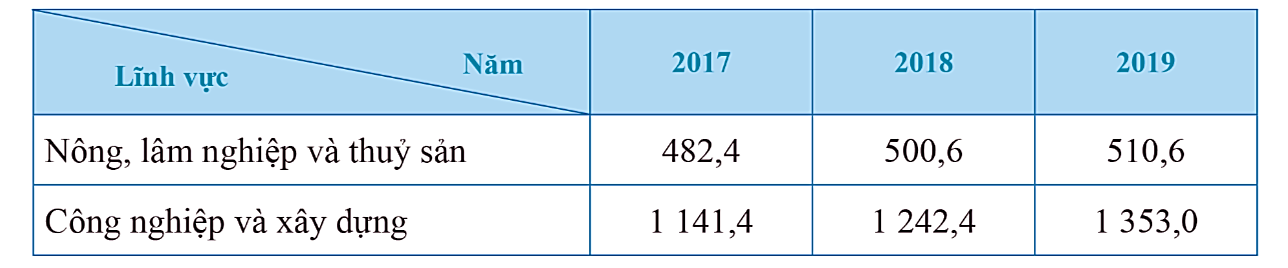 Năm 2017 2018 2019
Lĩnh vực
Nông, lâm nghiệp và thuỷ sản 482,4 500,6 510,6
Công nghiệp và xây dựng 1 141,4 1 242,4 1 353,0